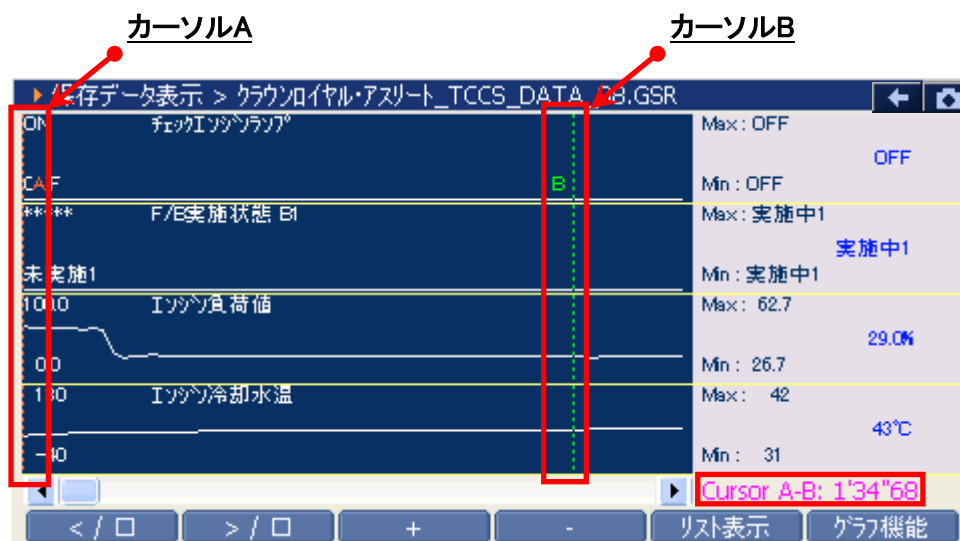 カーソルA カーソルB
保存データ表示 > クラウンロイヤル・アスリート_TCCS_DATA_ B.GSR
ON チェックエンジンランプ Max: OFF
OFF
A F B Min : OFF
***** F/B実施状態 B1 Max: 実施中1
実施中1
未実施1 Min : 実施中1
100.0 エンジン負荷値 Max: 62.7
29.0%
0.0 Min : 26.7
130 エンジン冷却水温 Max: 42
43℃
-40 Min : 31
Cursor A-B: 1'34"68
< / □ > / □ + - リスト表示 グラフ機能